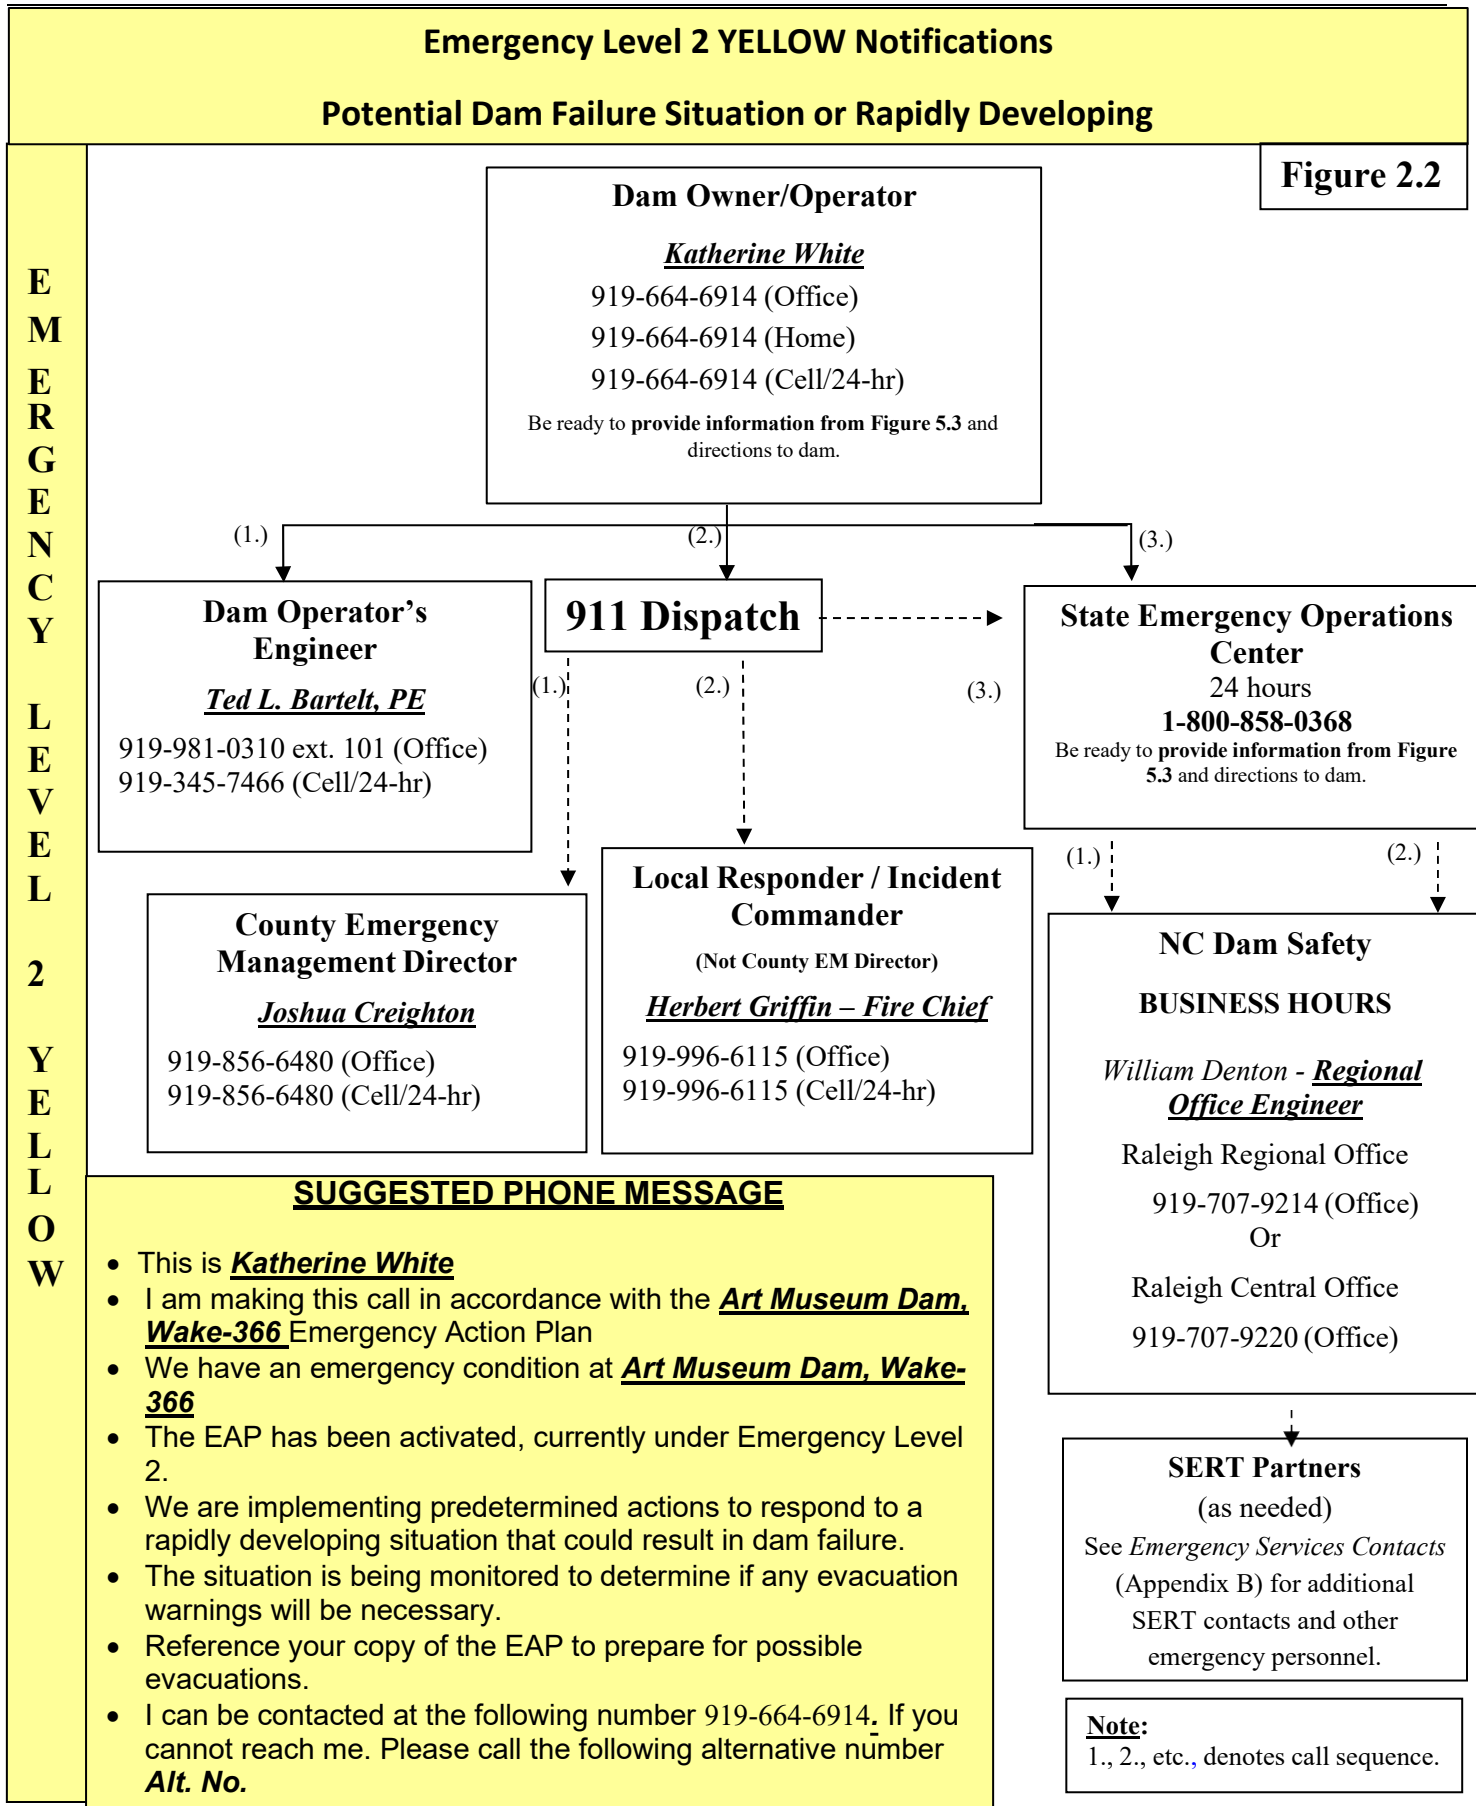 Emergency Level 2 YELLOW Notifications
Potential Dam Failure Situation or Rapidly Developing
Figure 2.2
EMERGENCY LEVEL 2 YELLOW
Dam Owner/Operator
Katherine White
919-664-6914 (Office)
919-664-6914 (Home)
919-664-6914 (Cell/24-hr)
Be ready to provide information from Figure 5.3 and
directions to dam.
(1.)
(2.)
(3.)
Dam Operator’s
Engineer
Ted L. Bartelt, PE
919-981-0310 ext. 101 (Office)
919-345-7466 (Cell/24-hr)
911 Dispatch
State Emergency Operations
Center
24 hours
1-800-858-0368
Be ready to provide information from Figure
5.3 and directions to dam.
(1.)
(2.)
(3.)
County Emergency
Management Director
Joshua Creighton
919-856-6480 (Office)
919-856-6480 (Cell/24-hr)
Local Responder / Incident
Commander
(Not County EM Director)
Herbert Griffin – Fire Chief
919-996-6115 (Office)
919-996-6115 (Cell/24-hr)
(1.)
(2.)
NC Dam Safety
BUSINESS HOURS
William Denton - Regional
Office Engineer
Raleigh Regional Office
919-707-9214 (Office)
Or
Raleigh Central Office
919-707-9220 (Office)
SUGGESTED PHONE MESSAGE
• This is Katherine White
• I am making this call in accordance with the Art Museum Dam,
Wake-366 Emergency Action Plan
• We have an emergency condition at Art Museum Dam, Wake-
366
• The EAP has been activated, currently under Emergency Level
2.
• We are implementing predetermined actions to respond to a
rapidly developing situation that could result in dam failure.
• The situation is being monitored to determine if any evacuation
warnings will be necessary.
• Reference your copy of the EAP to prepare for possible
evacuations.
• I can be contacted at the following number 919-664-6914. If you
cannot reach me. Please call the following alternative number
Alt. No.
SERT Partners
(as needed)
See Emergency Services Contacts
(Appendix B) for additional
SERT contacts and other
emergency personnel.
Note:
1., 2., etc., denotes call sequence.